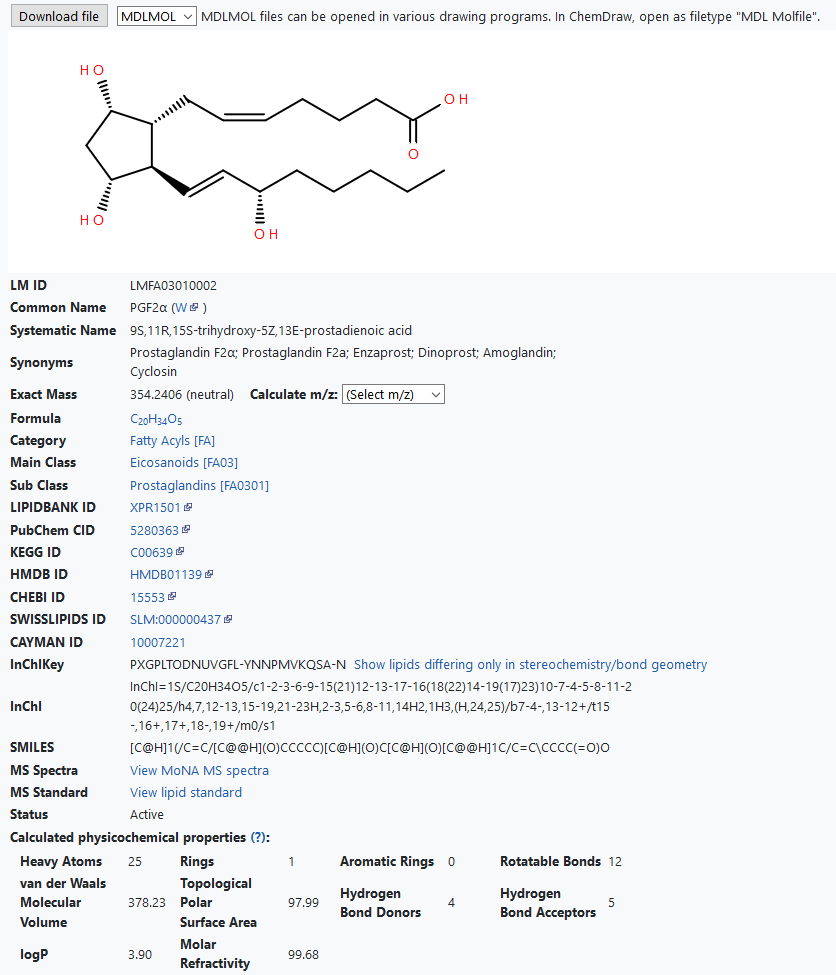 Download file MDLMOL MDLMOL files can be opened in various drawing programs. In ChemDraw, open as filetype "MDL Molfile".
H O
O H
O
H O
O H
LM ID LMFA03010002
Common Name PGF2α (W )
Systematic Name 9S,11R,15S-trihydroxy-5Z,13E-prostadienoic acid
Synonyms Prostaglandin F2α; Prostaglandin F2a; Enzaprost; Dinoprost; Amoglandin;
Cyclosin
Exact Mass 354.2406 (neutral) Calculate m/z: (Select m/z)
Formula C₂₀H₃₄O₅
Category Fatty Acyls [FA]
Main Class Eicosanoids [FA03]
Sub Class Prostaglandins [FA0301]
LIPIDBANK ID XPR1501
PubChem CID 5280363
KEGG ID C00639
HMDB ID HMDB01139
CHEBI ID 15553
SWISSLIPIDS ID SLM:000000437
CAYMAN ID 10007221
InChIKey PXGPLTODNUVGFL-YNNPMVKQSA-N Show lipids differing only in stereochemistry/bond geometry
InChI InChI=1S/C20H34O5/c1-2-3-6-9-15(21)12-13-17-16(18(22)14-19(17)23)10-7-4-5-8-11-2
0(24)25/h4,7,12-13,15-19,21-23H,2-3,5-6,8-11,14H2,1H3,(H,24,25)/b7-4-,13-12+/t15
-,16+,17+,18-,19+/m0/s1
SMILES [C@H]1(/C=C/[C@@H](O)CCCCC)[C@H](O)C[C@H](O)[C@@H]1C/C=C\CCCC(=O)O
MS Spectra View MoNA MS spectra
MS Standard View lipid standard
Status Active
Calculated physicochemical properties (?):
Heavy Atoms 25 Rings 1 Aromatic Rings 0 Rotatable Bonds 12
van der Waals Molecular Volume 378.23 Topological Polar Surface Area 97.99 Hydrogen Bond Donors 4 Hydrogen Bond Acceptors 5
logP 3.90 Molar Refractivity 99.68